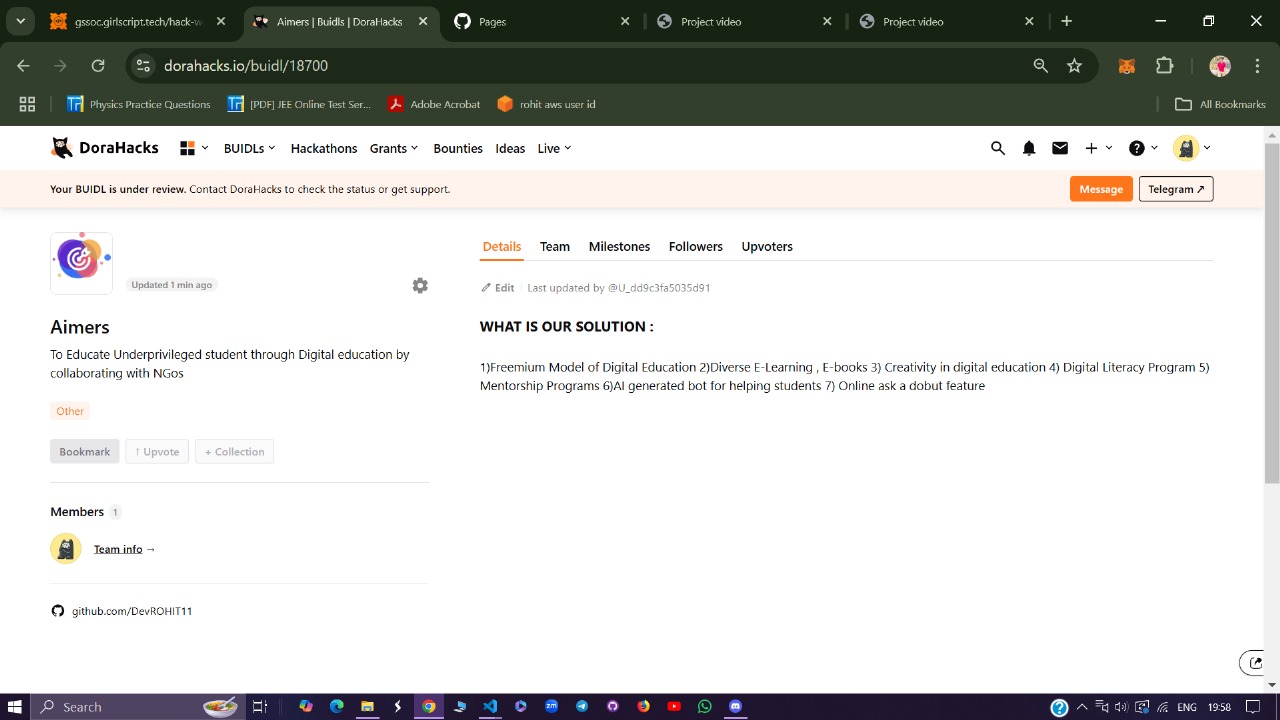 gssoc.girlscript.tech/hack-w
Aimers | Buidls | DoraHacks
Pages
Project video
Project video
dorahacks.io/buidl/18700
Physics Practice Questions
[PDF] JEE Online Test Ser...
Adobe Acrobat
rohit aws user id
All Bookmarks
DoraHacks
BUIDLs
Hackathons
Grants
Bounties
Ideas
Live
Your BUIDL is under review. Contact DoraHacks to check the status or get support.
Message
Telegram ↗
Updated 1 min ago
Aimers
To Educate Underprivileged student through Digital education by
collaborating with NGos
Other
Bookmark
↑ Upvote
+ Collection
Members 1
Team info →
github.com/DevROHIT11
Details
Team
Milestones
Followers
Upvoters
Edit
Last updated by @U_dd9c3fa5035d91
WHAT IS OUR SOLUTION :
1)Freemium Model of Digital Education 2)Diverse E-Learning , E-books 3) Creativity in digital education 4) Digital Literacy Program 5)
Mentorship Programs 6)AI generated bot for helping students 7) Online ask a dobut feature
Search
ENG
19:58